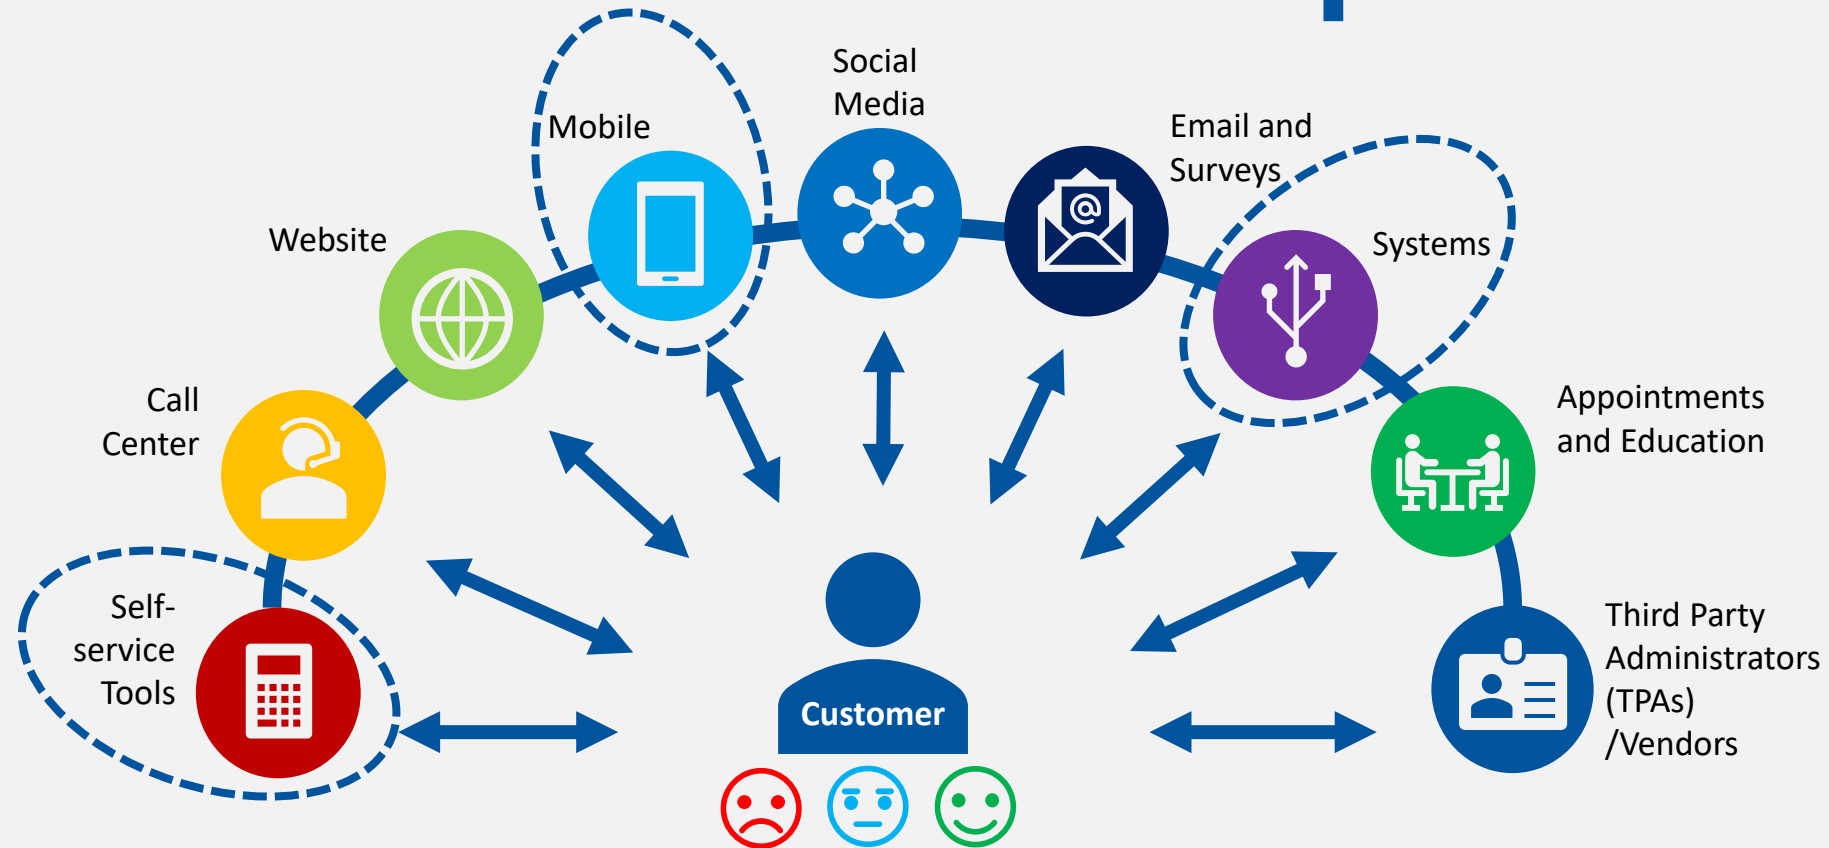 Social
Media
Mobile
Email and
Surveys
Website
Systems
Call
Center
Appointments
and Education
Self-
service
Tools
Third Party
Administrators
(TPAs)
/Vendors
Customer
@